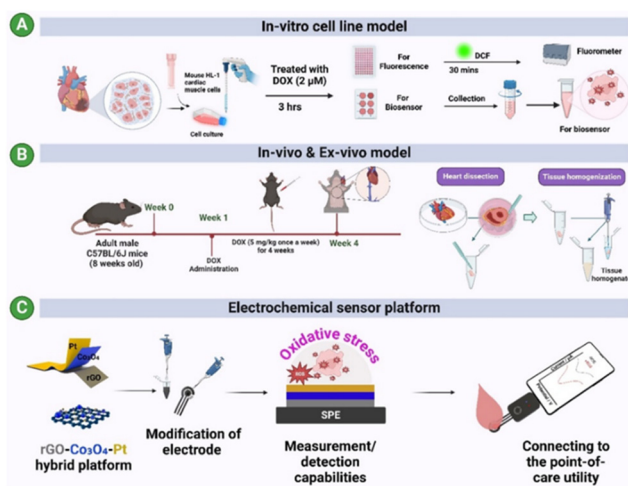 A
In-vitro cell line model
Mouse HL-1
cardiac
muscle cells
Cell culture
Treated with
DOX (2 μM)
3 hrs
For
Fluorescence
For
Biosensor
DCF
30 mins
Collection
Fluorometer
For biosensor
B
In-vivo & Ex-vivo model
Week 0
Adult male
C57BL/6J mice
(8 weeks old)
Week 1
DOX
Administration
DOX (5 mg/kg once a week)
for 4 weeks
Week 4
Heart dissection
Tissue homogenization
Tissue
homogenate
C
Electrochemical sensor platform
Pt
Co₃O₄
rGO
rGO-Co₃O₄-Pt
hybrid platform
Modification of
electrode
Oxidative stress
ROS
SPE
Measurement/
detection
capabilities
Connecting to
the point-of-
care utility